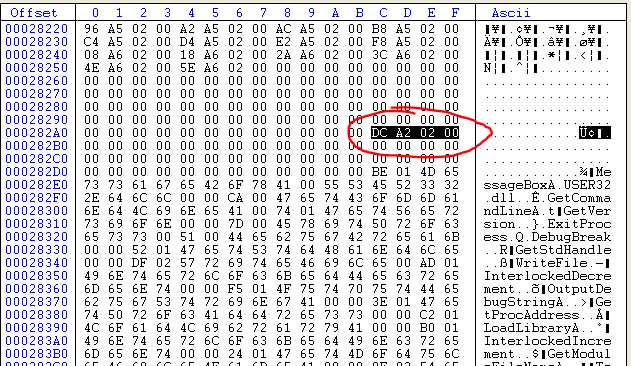 Offset 0 1 2 3 4 5 6 7 8 9 A B C D E F Ascii
00028220 96 A5 02 00 A2 A5 02 00 AC A5 02 00 B8 A5 02 00 ▮¥▮.¢¥▮.¬¥▮.¸¥▮.
00028230 C4 A5 02 00 D4 A5 02 00 E2 A5 02 00 F8 A5 02 00 Ä¥▮.Ô¥▮.â¥▮.ø¥▮.
00028240 08 A6 02 00 18 A6 02 00 2A A6 02 00 3C A6 02 00 ▮¦▮.▮¦▮.*¦▮.<¦▮.
00028250 4E A6 02 00 5E A6 02 00 00 00 00 00 00 00 00 00 N¦▮.^¦▮.........
00028260 00 00 00 00 00 00 00 00 00 00 00 00 00 00 00 00 ................
00028270 00 00 00 00 00 00 00 00 00 00 00 00 00 00 00 00 ................
00028280 00 00 00 00 00 00 00 00 00 00 00 00 00 00 00 00 ................
00028290 00 00 00 00 00 00 00 00 00 00 00 00 00 00 00 00 ................
000282A0 00 00 00 00 00 00 00 00 00 00 00 00 DC A2 02 00 ............Ü¢▮.
000282B0 00 00 00 00 00 00 00 00 00 00 00 00 00 00 00 00 ................
000282C0 00 00 00 00 00 00 00 00 00 00 00 00 00 00 00 00 ................
000282D0 00 00 00 00 00 00 00 00 00 00 00 00 BE 01 4D 65 ............¾▮Me
000282E0 73 73 61 67 65 42 6F 78 41 00 55 53 45 52 33 32 ssageBoxA.USER32
000282F0 2E 64 6C 6C 00 00 CA 00 47 65 74 43 6F 6D 6D 61 .dll..Ê.GetComma
00028300 6E 64 4C 69 6E 65 41 00 74 01 47 65 74 56 65 72 ndLineA.t▮GetVer
00028310 73 69 6F 6E 00 00 7D 00 45 78 69 74 50 72 6F 63 sion..}.ExitProc
00028320 65 73 73 00 51 00 44 65 62 75 67 42 72 65 61 6B ess.Q.DebugBreak
00028330 00 00 52 01 47 65 74 53 74 64 48 61 6E 64 6C 65 ..R▮GetStdHandle
00028340 00 00 DF 02 57 72 69 74 65 46 69 6C 65 00 AD 01 ..ß▮WriteFile.-▮
00028350 49 6E 74 65 72 6C 6F 63 6B 65 64 44 65 63 72 65 InterlockedDecre
00028360 6D 65 6E 74 00 00 F5 01 4F 75 74 70 75 74 44 65 ment..õ▮OutputDe
00028370 62 75 67 53 74 72 69 6E 67 41 00 00 3E 01 47 65 bugStringA..>▮Ge
00028380 74 50 72 6F 63 41 64 64 72 65 73 73 00 00 C2 01 tProcAddress..Â▮
00028390 4C 6F 61 64 4C 69 62 72 61 72 79 41 00 00 B0 01 LoadLibraryA..°▮
000283A0 49 6E 74 65 72 6C 6F 63 6B 65 64 49 6E 63 72 65 InterlockedIncre
000283B0 6D 65 6E 74 00 00 24 01 47 65 74 4D 6F 64 75 6C ment..$▮GetModul